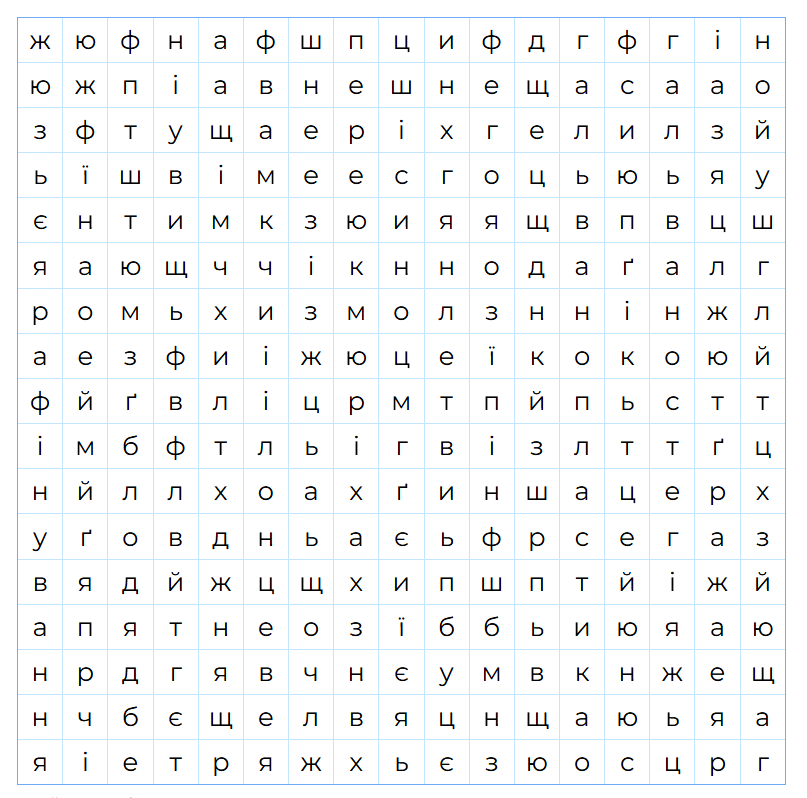 ж ю ф н а ф ш п ц и ф д г ф г і н
ю ж п і а в н е ш н е щ а с а а о
з ф т у щ а е р і х г е л и л з й
ь ї ш в і м е е с г о ц ь ю ь я у
є н т и м к з ю и я я щ в п в ц ш
я а ю щ ч ч і к н н о д а ґ а л г
р о м ь х и з м о л з н н і н ж л
а е з ф и і ж ю ц е ї к о к о ю й
ф й ґ в л і ц р м т п й п ь с т т
і м б ф т л ь і г в і з л т т ґ ц
н й л л х о а х ґ и н ш а ц е р х
у ґ о в д н ь а є ь ф р с е г а з
в я д й ж ц щ х и п ш п т й і ж й
а п я т н е о з ї б б ь и ю я а ю
н р д г я в ч н є у м в к н ж е щ
н ч б є щ е л в я ц н щ а ю ь я а
я і е т р я ж х ь є з ю о с ц р г